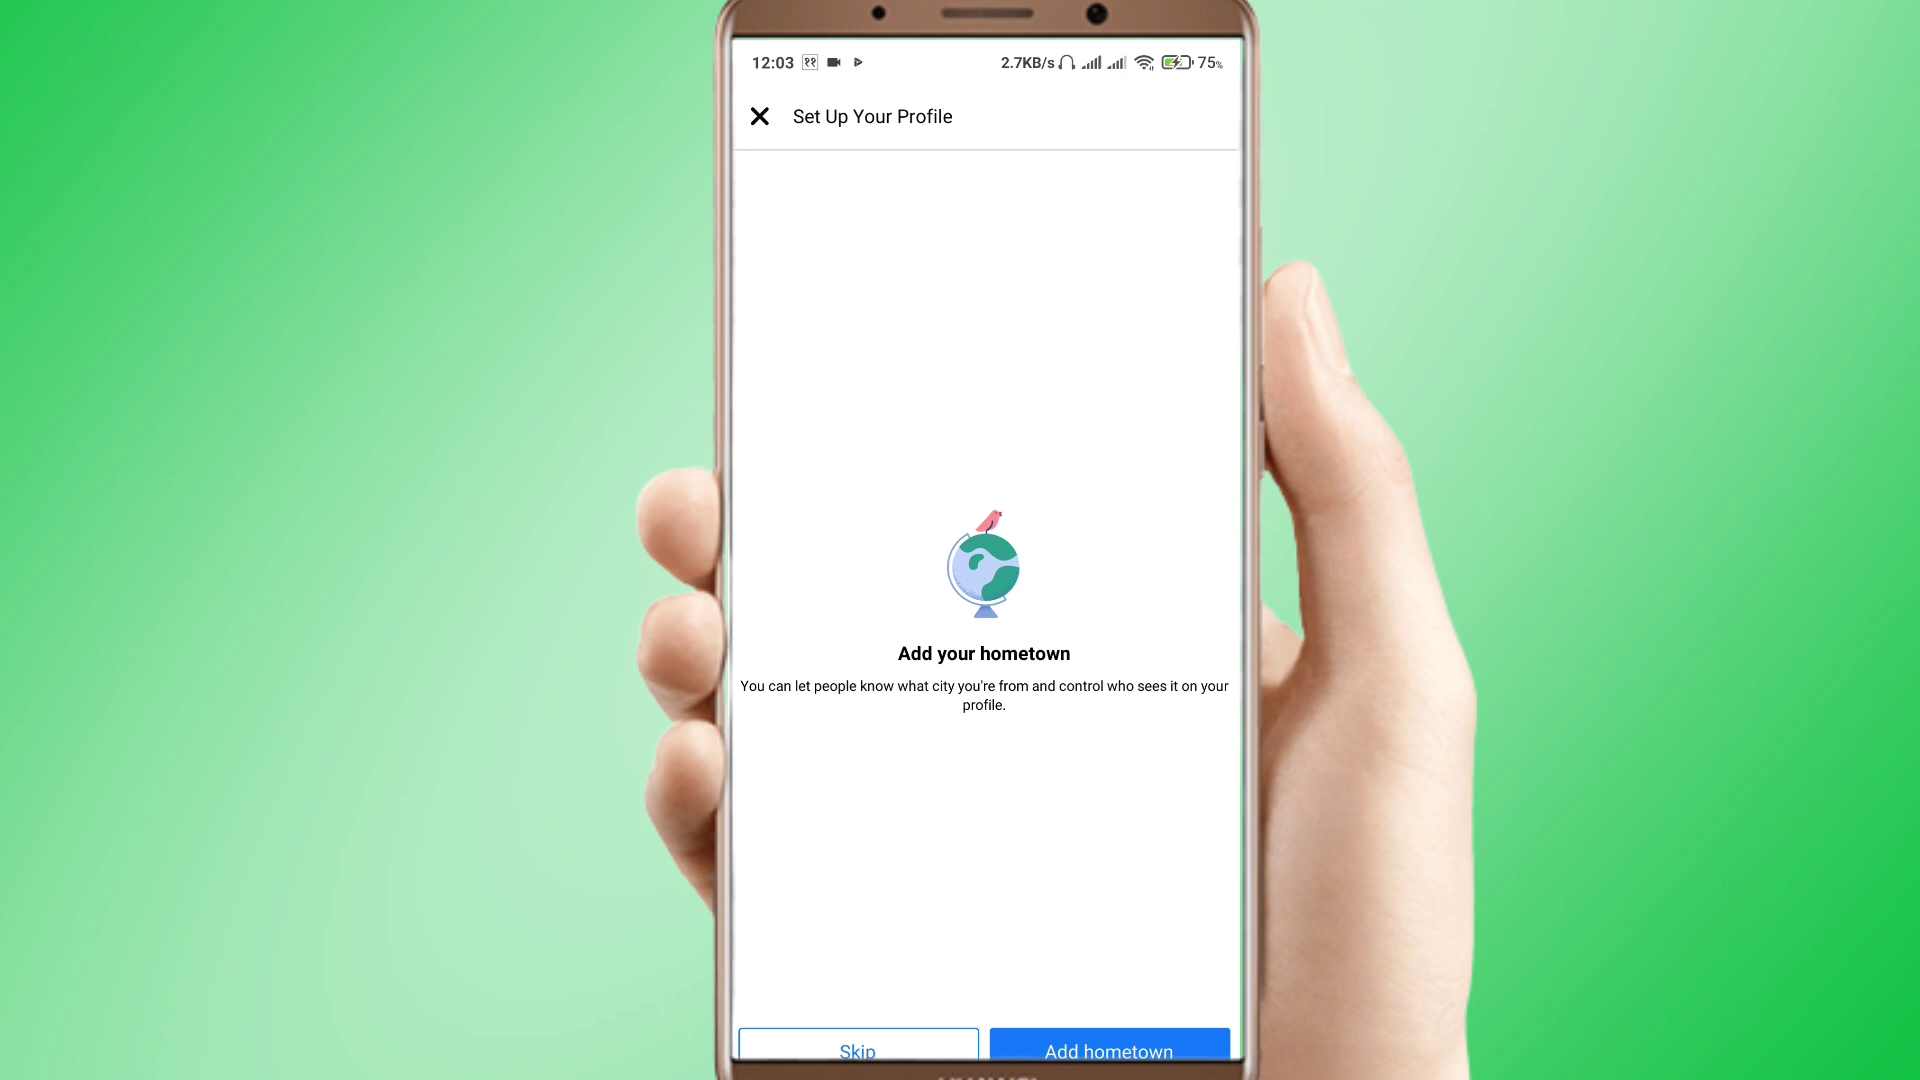 12:03 ११ 2.7KB/s 75%
Set Up Your Profile
Add your hometown
You can let people know what city you're from and control who sees it on your
profile.
Skip
Add hometown